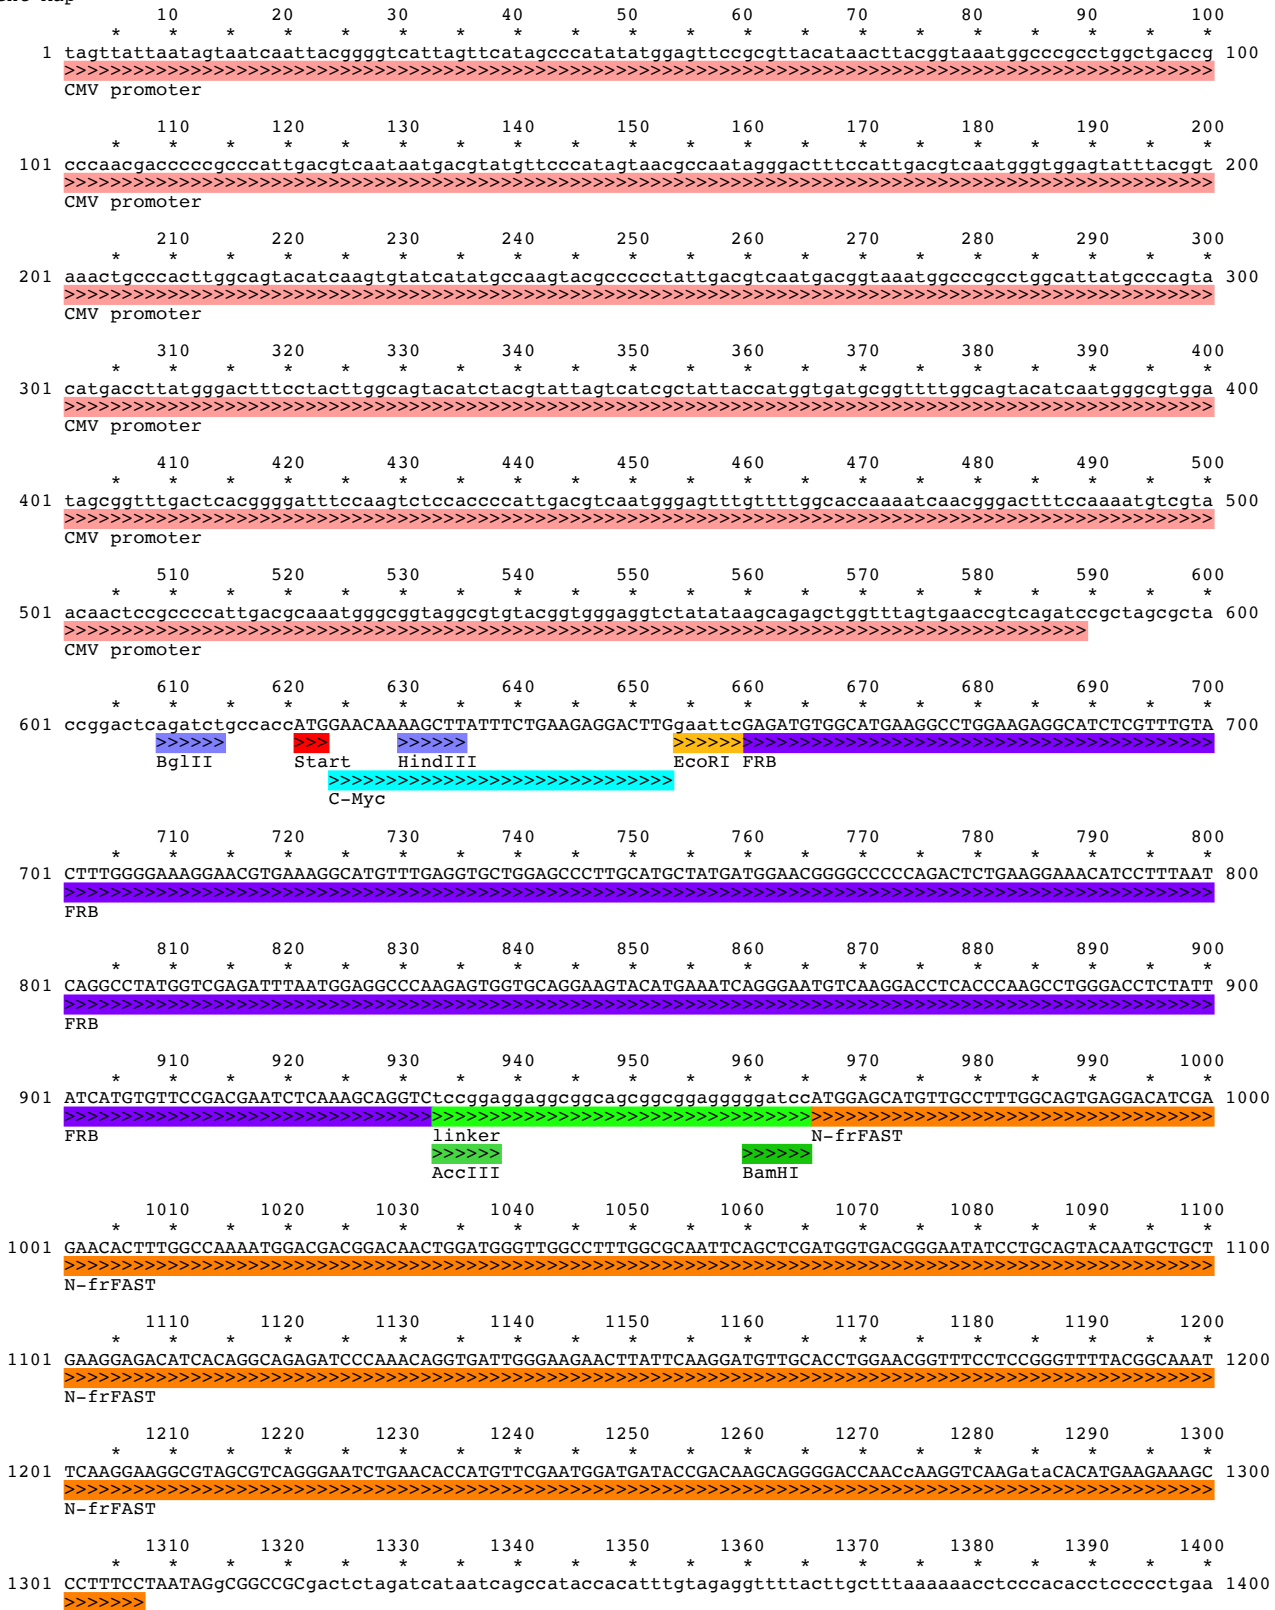 10 20 30 40 50 60 70 80 90 100
* * * * * * * * * * * * * * * * * * * *
1 tagttattaatagtaatcaattacggggtcattagttcatagcccatatatggagttccgcgttacataacttacggtaaatggcccgcctggctgaccg 100
>>>>>>>>>>>>>>>>>>>>>>>>>>>>>>>>>>>>>>>>>>>>>>>>>>>>>>>>>>>>>>>>>>>>>>>>>>>>>>>>>>>>>>>>>>>>>>>>>>>>
CMV promoter
110 120 130 140 150 160 170 180 190 200
* * * * * * * * * * * * * * * * * * * *
101 cccaacgacccccgcccattgacgtcaataatgacgtatgttcccatagtaacgccaatagggactttccattgacgtcaatgggtggagtatttacggt 200
>>>>>>>>>>>>>>>>>>>>>>>>>>>>>>>>>>>>>>>>>>>>>>>>>>>>>>>>>>>>>>>>>>>>>>>>>>>>>>>>>>>>>>>>>>>>>>>>>>>>
CMV promoter
210 220 230 240 250 260 270 280 290 300
* * * * * * * * * * * * * * * * * * * *
201 aaactgcccacttggcagtacatcaagtgtatcatatgccaagtacgccccctattgacgtcaatgacggtaaatggcccgcctggcattatgcccagta 300
>>>>>>>>>>>>>>>>>>>>>>>>>>>>>>>>>>>>>>>>>>>>>>>>>>>>>>>>>>>>>>>>>>>>>>>>>>>>>>>>>>>>>>>>>>>>>>>>>>>>
CMV promoter
310 320 330 340 350 360 370 380 390 400
* * * * * * * * * * * * * * * * * * * *
301 catgaccttatgggactttcctacttggcagtacatctacgtattagtcatcgctattaccatggtgatgcggttttggcagtacatcaatgggcgtgga 400
>>>>>>>>>>>>>>>>>>>>>>>>>>>>>>>>>>>>>>>>>>>>>>>>>>>>>>>>>>>>>>>>>>>>>>>>>>>>>>>>>>>>>>>>>>>>>>>>>>>>
CMV promoter
410 420 430 440 450 460 470 480 490 500
* * * * * * * * * * * * * * * * * * * *
401 tagcggtttgactcacggggatttccaagtctccaccccattgacgtcaatgggagtttgttttggcaccaaaatcaacgggactttccaaaatgtcgta 500
>>>>>>>>>>>>>>>>>>>>>>>>>>>>>>>>>>>>>>>>>>>>>>>>>>>>>>>>>>>>>>>>>>>>>>>>>>>>>>>>>>>>>>>>>>>>>>>>>>>>
CMV promoter
510 520 530 540 550 560 570 580 590 600
* * * * * * * * * * * * * * * * * * * *
501 acaactccgccccattgacgcaaatgggcggtaggcgtgtacggtgggaggtctatataagcagagctggtttagtgaaccgtcagatccgctagcgcta 600
>>>>>>>>>>>>>>>>>>>>>>>>>>>>>>>>>>>>>>>>>>>>>>>>>>>>>>>>>>>>>>>>>>>>>>>>>>>>>>>>>>>>>>>>>
CMV promoter
610 620 630 640 650 660 670 680 690 700
* * * * * * * * * * * * * * * * * * * *
601 ccggactcagatctgccaccATGGAACAAAAGCTTATTTCTGAAGAGGACTTGgaattcGAGATGTGGCATGAAGGCCTGGAAGAGGCATCTCGTTTGTA 700
>>>>>> >>> >>>>>> >>>>>>>>>>>>>>>>>>>>>>>>>>>>>>>>>>>>>>>>>>>>>>>
BglII Start HindIII EcoRI FRB
>>>>>>>>>>>>>>>>>>>>>>>>>>>>>>
C-Myc
710 720 730 740 750 760 770 780 790 800
* * * * * * * * * * * * * * * * * * * *
701 CTTTGGGGAAAGGAACGTGAAAGGCATGTTTGAGGTGCTGGAGCCCTTGCATGCTATGATGGAACGGGGCCCCCAGACTCTGAAGGAAACATCCTTTAAT 800
>>>>>>>>>>>>>>>>>>>>>>>>>>>>>>>>>>>>>>>>>>>>>>>>>>>>>>>>>>>>>>>>>>>>>>>>>>>>>>>>>>>>>>>>>>>>>>>>>>>>
FRB
810 820 830 840 850 860 870 880 890 900
* * * * * * * * * * * * * * * * * * * *
801 CAGGCCTATGGTCGAGATTTAATGGAGGCCCAAGAGTGGTGCAGGAAGTACATGAAATCAGGGAATGTCAAGGACCTCACCCAAGCCTGGGACCTCTATT 900
>>>>>>>>>>>>>>>>>>>>>>>>>>>>>>>>>>>>>>>>>>>>>>>>>>>>>>>>>>>>>>>>>>>>>>>>>>>>>>>>>>>>>>>>>>>>>>>>>>>>
FRB
910 920 930 940 950 960 970 980 990 1000
* * * * * * * * * * * * * * * * * * * *
901 ATCATGTGTTCCGACGAATCTCAAAGCAGGTCtccggaggaggcggcagcggcggagggggatccATGGAGCATGTTGCCTTTGGCAGTGAGGACATCGA 1000
>>>>>>>>>>>>>>>>>>>>>>>>>>>>>>>>>>>>>>>>>>>>>>>>>>>>>>>>>>>>>>>>>>>>>>>>>>>>>>>>>>>>>>>>>>>>>>>>>>>>
FRB linker N-frFAST
>>>>>> >>>>>>
AccIII BamHI
1010 1020 1030 1040 1050 1060 1070 1080 1090 1100
* * * * * * * * * * * * * * * * * * * *
1001 GAACACTTTGGCCAAAATGGACGACGGACAACTGGATGGGTTGGCCTTTGGCGCAATTCAGCTCGATGGTGACGGGAATATCCTGCAGTACAATGCTGCT 1100
>>>>>>>>>>>>>>>>>>>>>>>>>>>>>>>>>>>>>>>>>>>>>>>>>>>>>>>>>>>>>>>>>>>>>>>>>>>>>>>>>>>>>>>>>>>>>>>>>>>>
N-frFAST
1110 1120 1130 1140 1150 1160 1170 1180 1190 1200
* * * * * * * * * * * * * * * * * * * *
1101 GAAGGAGACATCACAGGCAGAGATCCCAAACAGGTGATTGGGAAGAACTTATTCAAGGATGTTGCACCTGGAACGGTTTCCTCCGGGTTTTACGGCAAAT 1200
>>>>>>>>>>>>>>>>>>>>>>>>>>>>>>>>>>>>>>>>>>>>>>>>>>>>>>>>>>>>>>>>>>>>>>>>>>>>>>>>>>>>>>>>>>>>>>>>>>>>
N-frFAST
1210 1220 1230 1240 1250 1260 1270 1280 1290 1300
* * * * * * * * * * * * * * * * * * * *
1201 TCAAGGAAGGCGTAGCGTCAGGGAATCTGAACACCATGTTCGAATGGATGATACCGACAAGCAGGGGACCAACcAAGGTCAAGataCACATGAAGAAAGC 1300
>>>>>>>>>>>>>>>>>>>>>>>>>>>>>>>>>>>>>>>>>>>>>>>>>>>>>>>>>>>>>>>>>>>>>>>>>>>>>>>>>>>>>>>>>>>>>>>>>>>>
N-frFAST
1310 1320 1330 1340 1350 1360 1370 1380 1390 1400
* * * * * * * * * * * * * * * * * * * *
1301 CCTTTCCTAATAGgCGGCCGCgactctagatcataatcagccataccacatttgtagaggttttacttgctttaaaaaacctcccacacctccccctgaa 1400
>>>>>>>